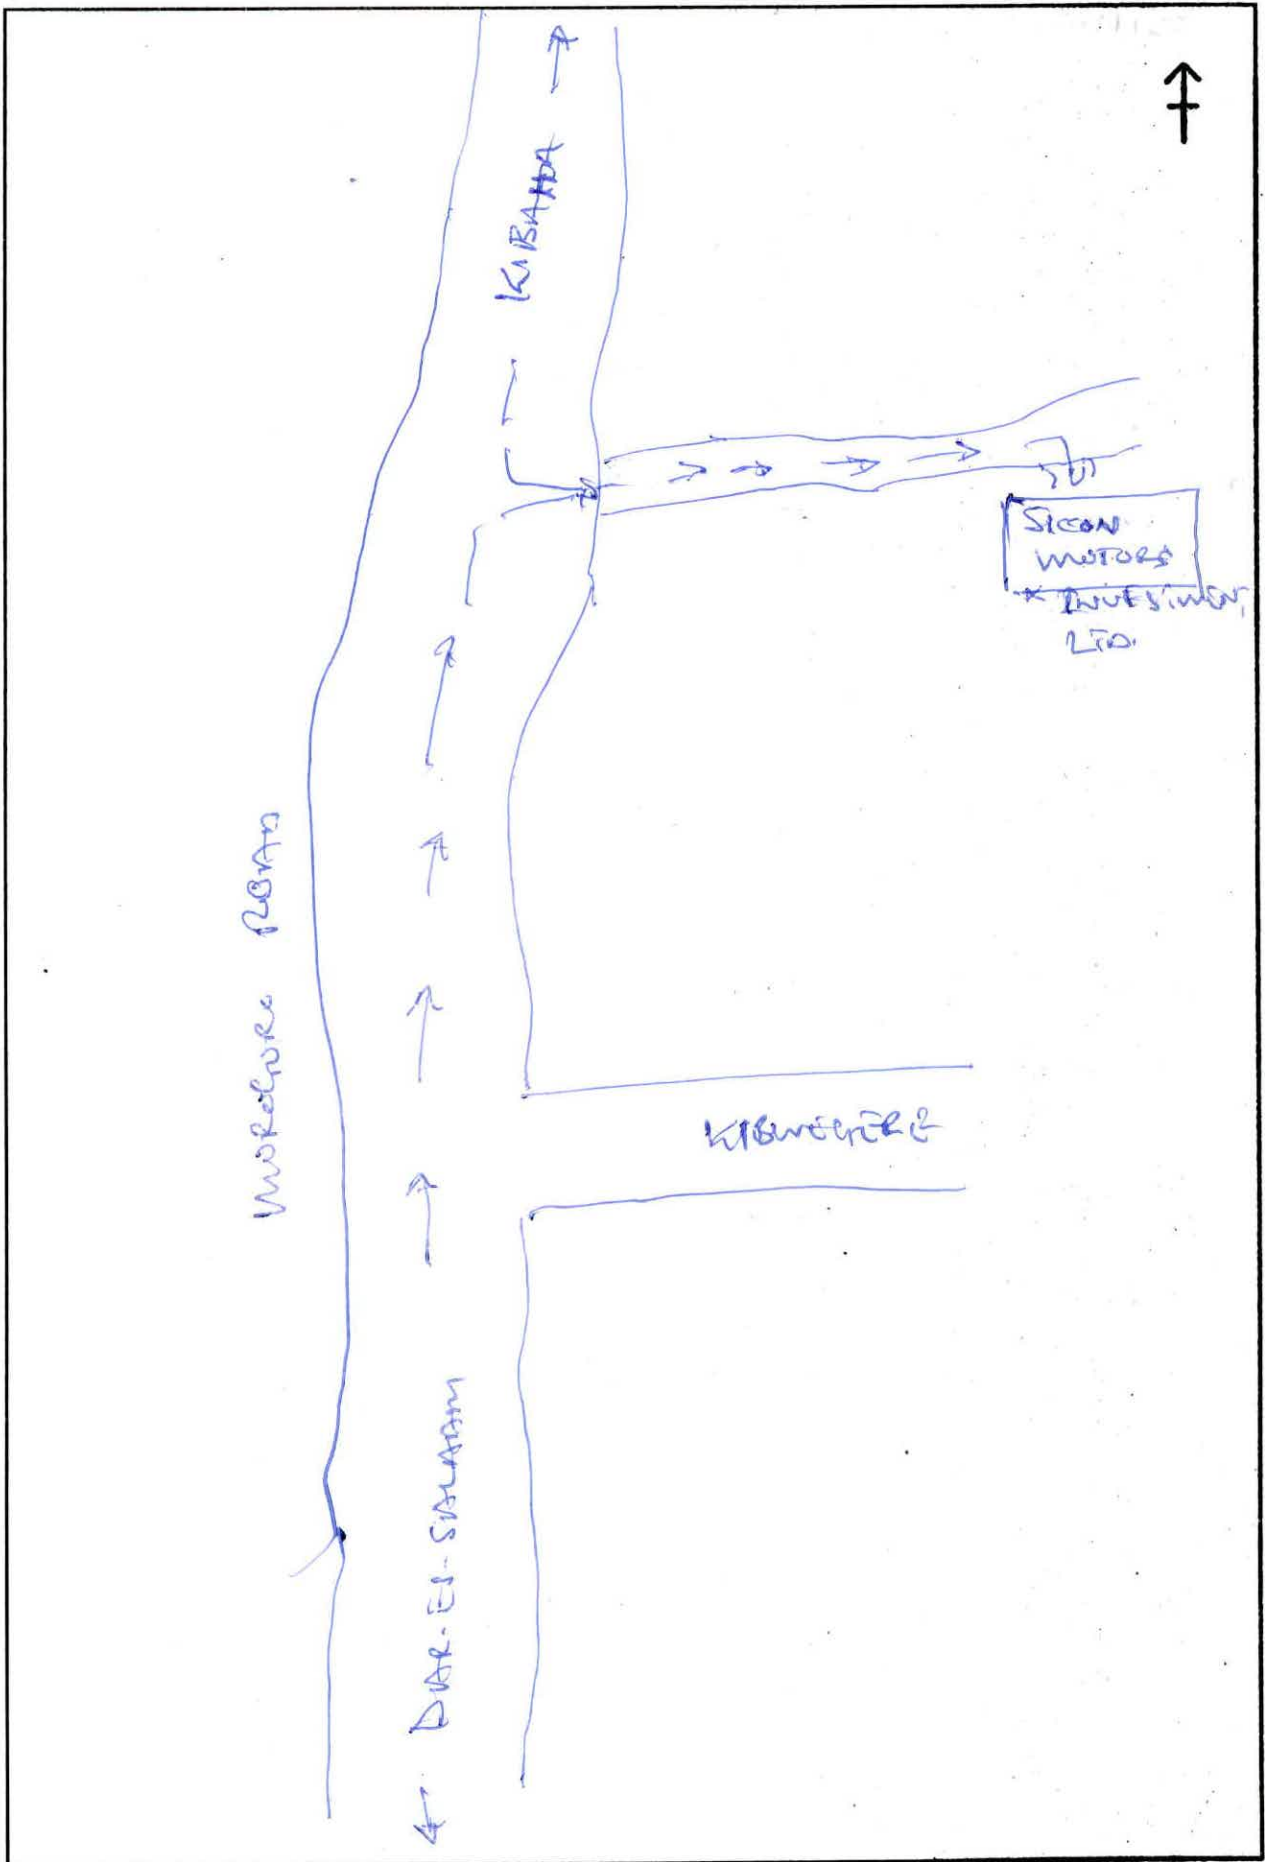 KIBAHA
SICON
MOTORS
INVESTMENT
LTD.
MOROGORO ROAD
KIBWEGERE
DAR-ES-SALAAM